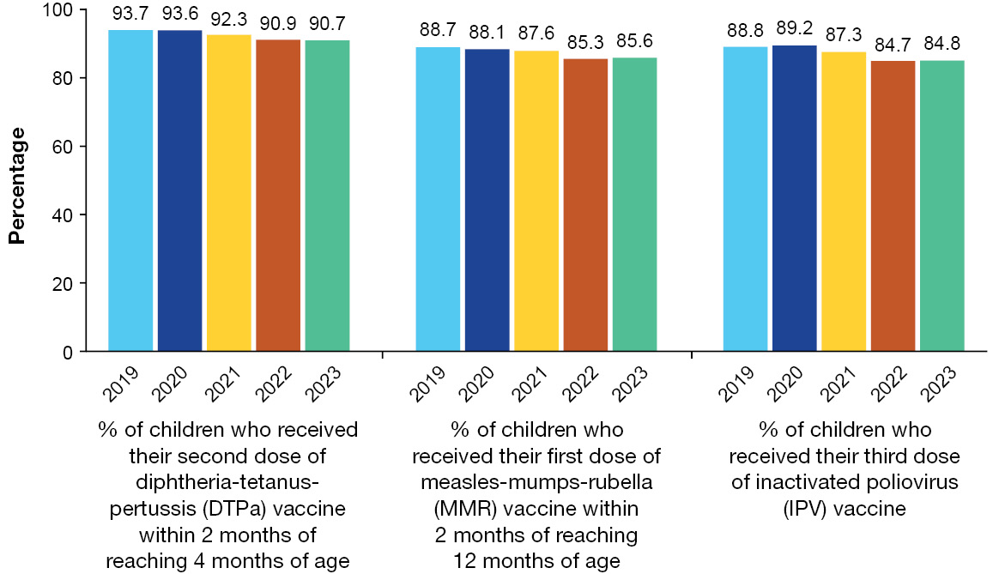 Percentage
100
80
60
40
20
0
93.7 93.6 92.3 90.9 90.7
88.7 88.1 87.6 85.3 85.6
88.8 89.2 87.3 84.7 84.8
2019 2020 2021 2022 2023
2019 2020 2021 2022 2023
2019 2020 2021 2022 2023
% of children who received
their second dose of
diphtheria-tetanus-
pertussis (DTPa) vaccine
within 2 months of
reaching 4 months of age
% of children who
received their first dose of
measles-mumps-rubella
(MMR) vaccine within
2 months of reaching
12 months of age
% of children who
received their third dose
of inactivated poliovirus
(IPV) vaccine